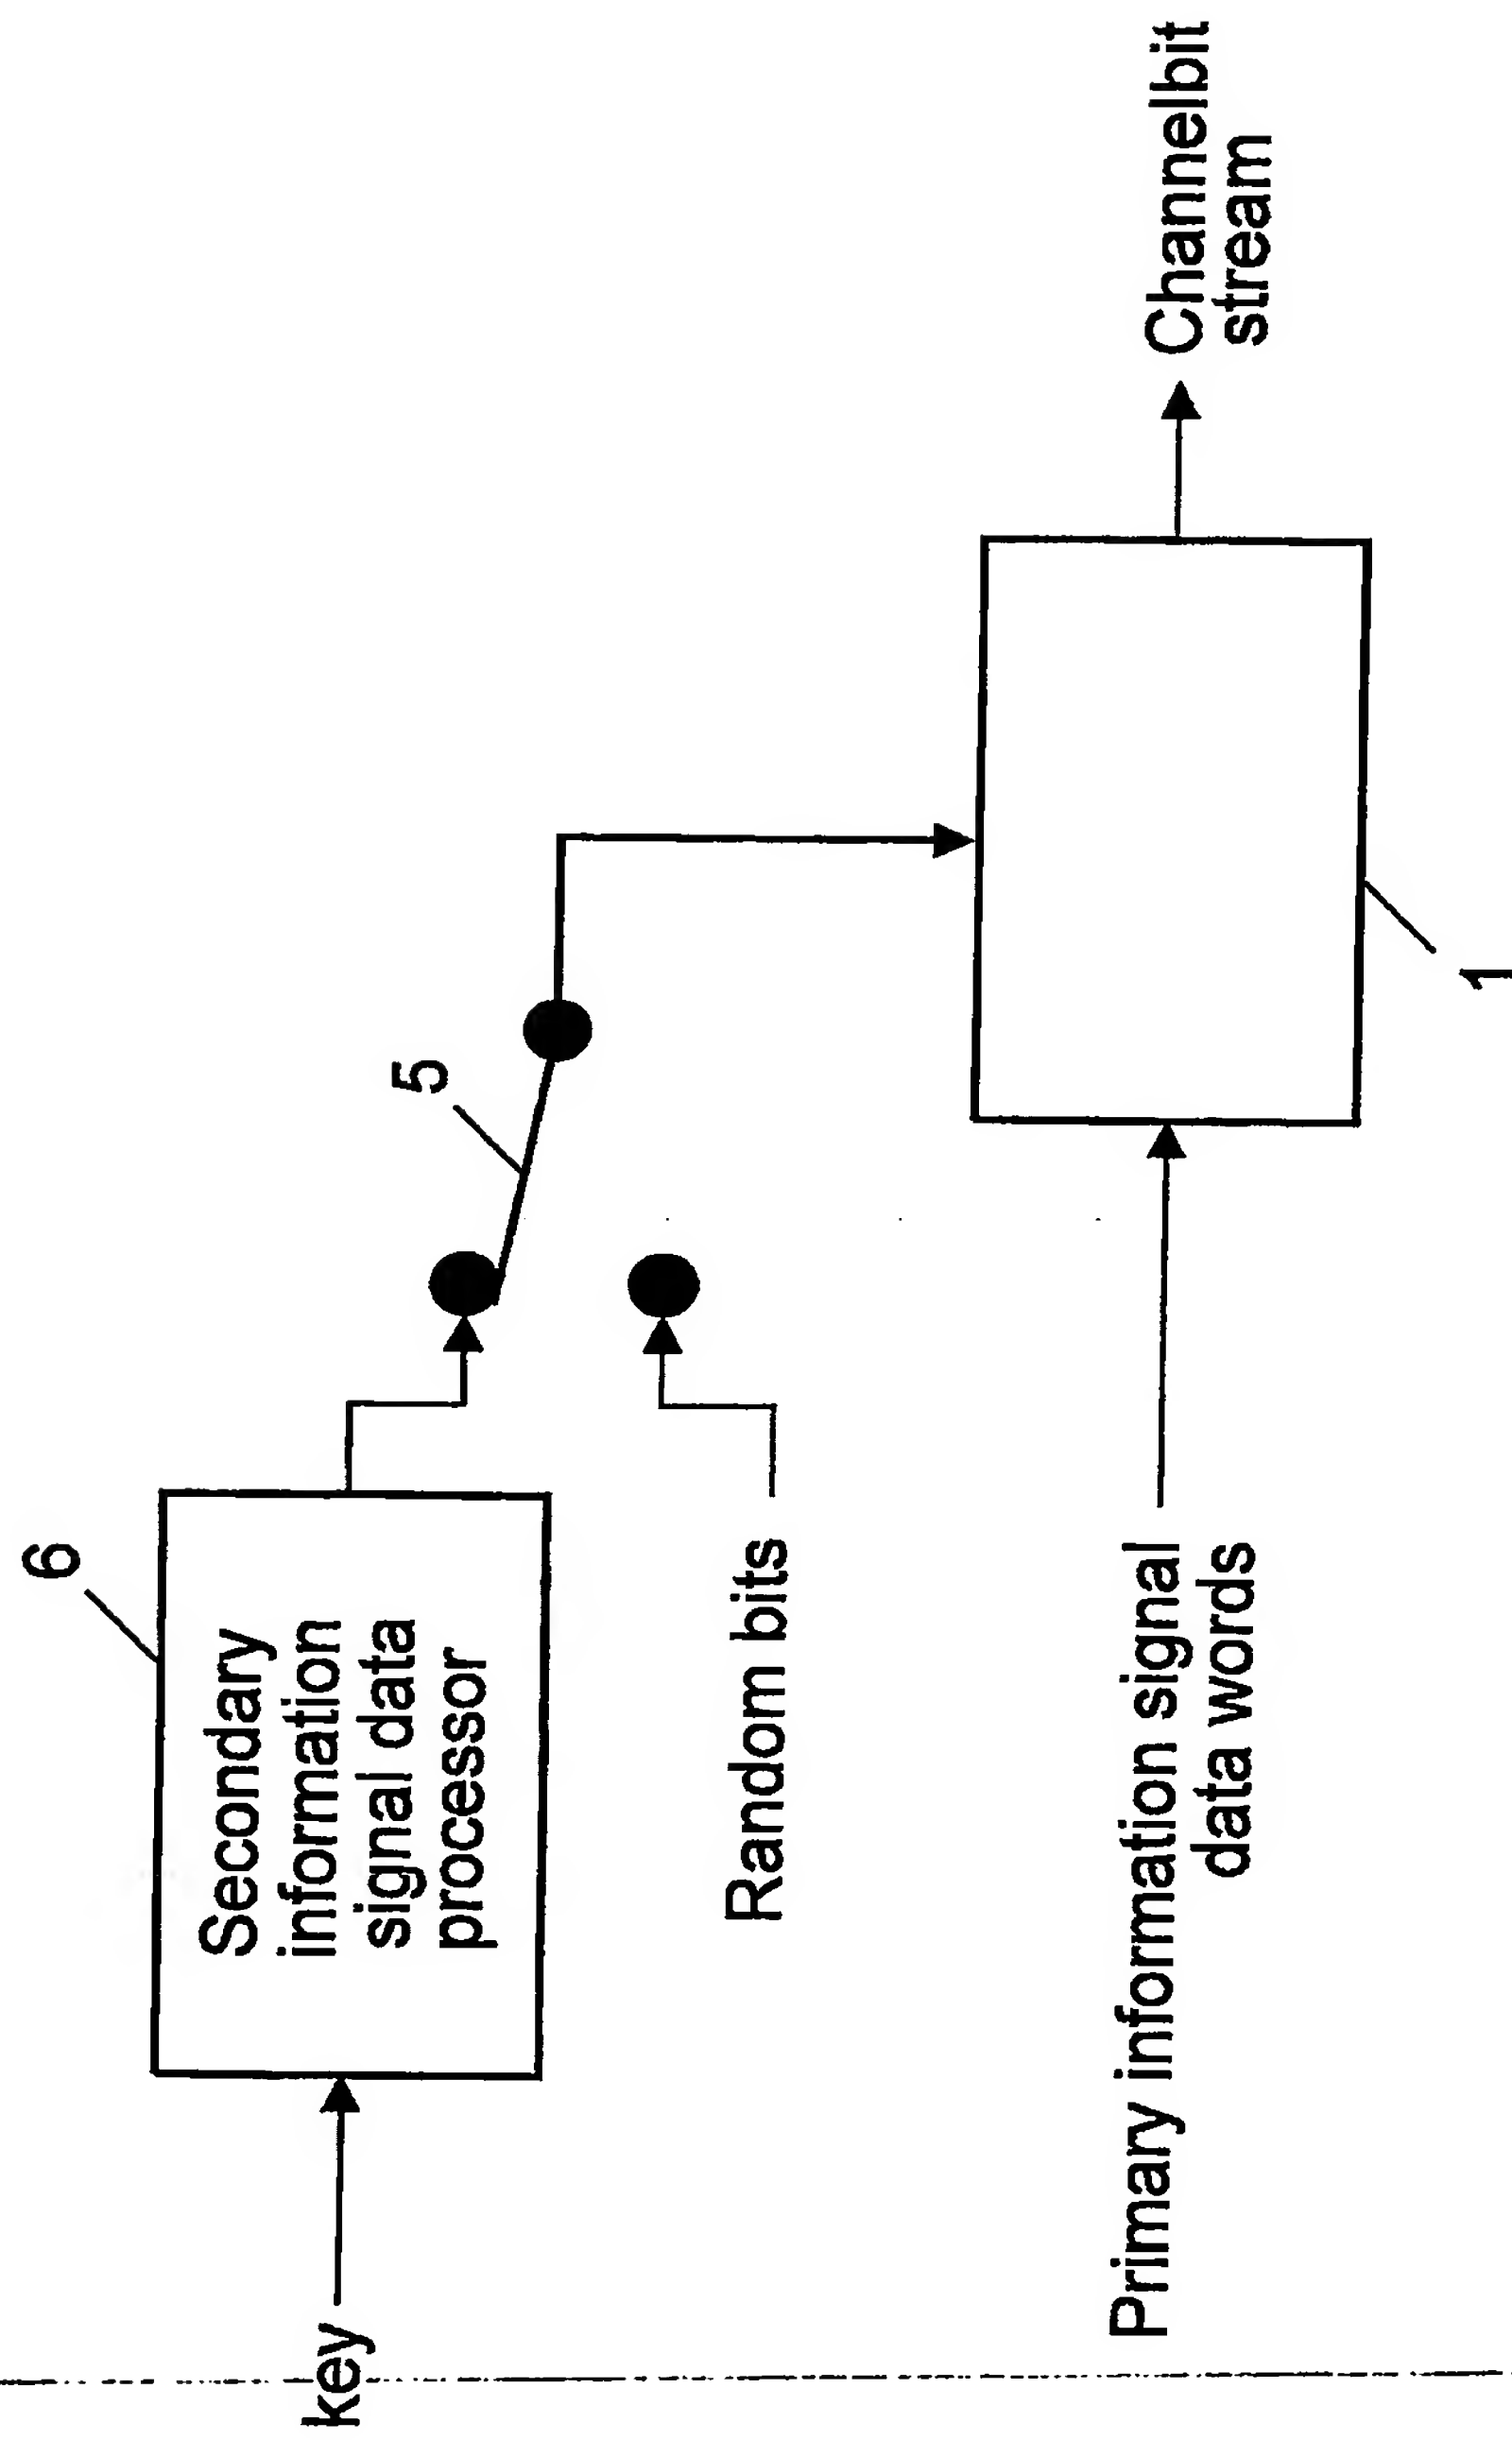 6
Secondary
information
signal data
processor
key
5
Random bits
Primary information signal
data words
1
Channelbit
stream